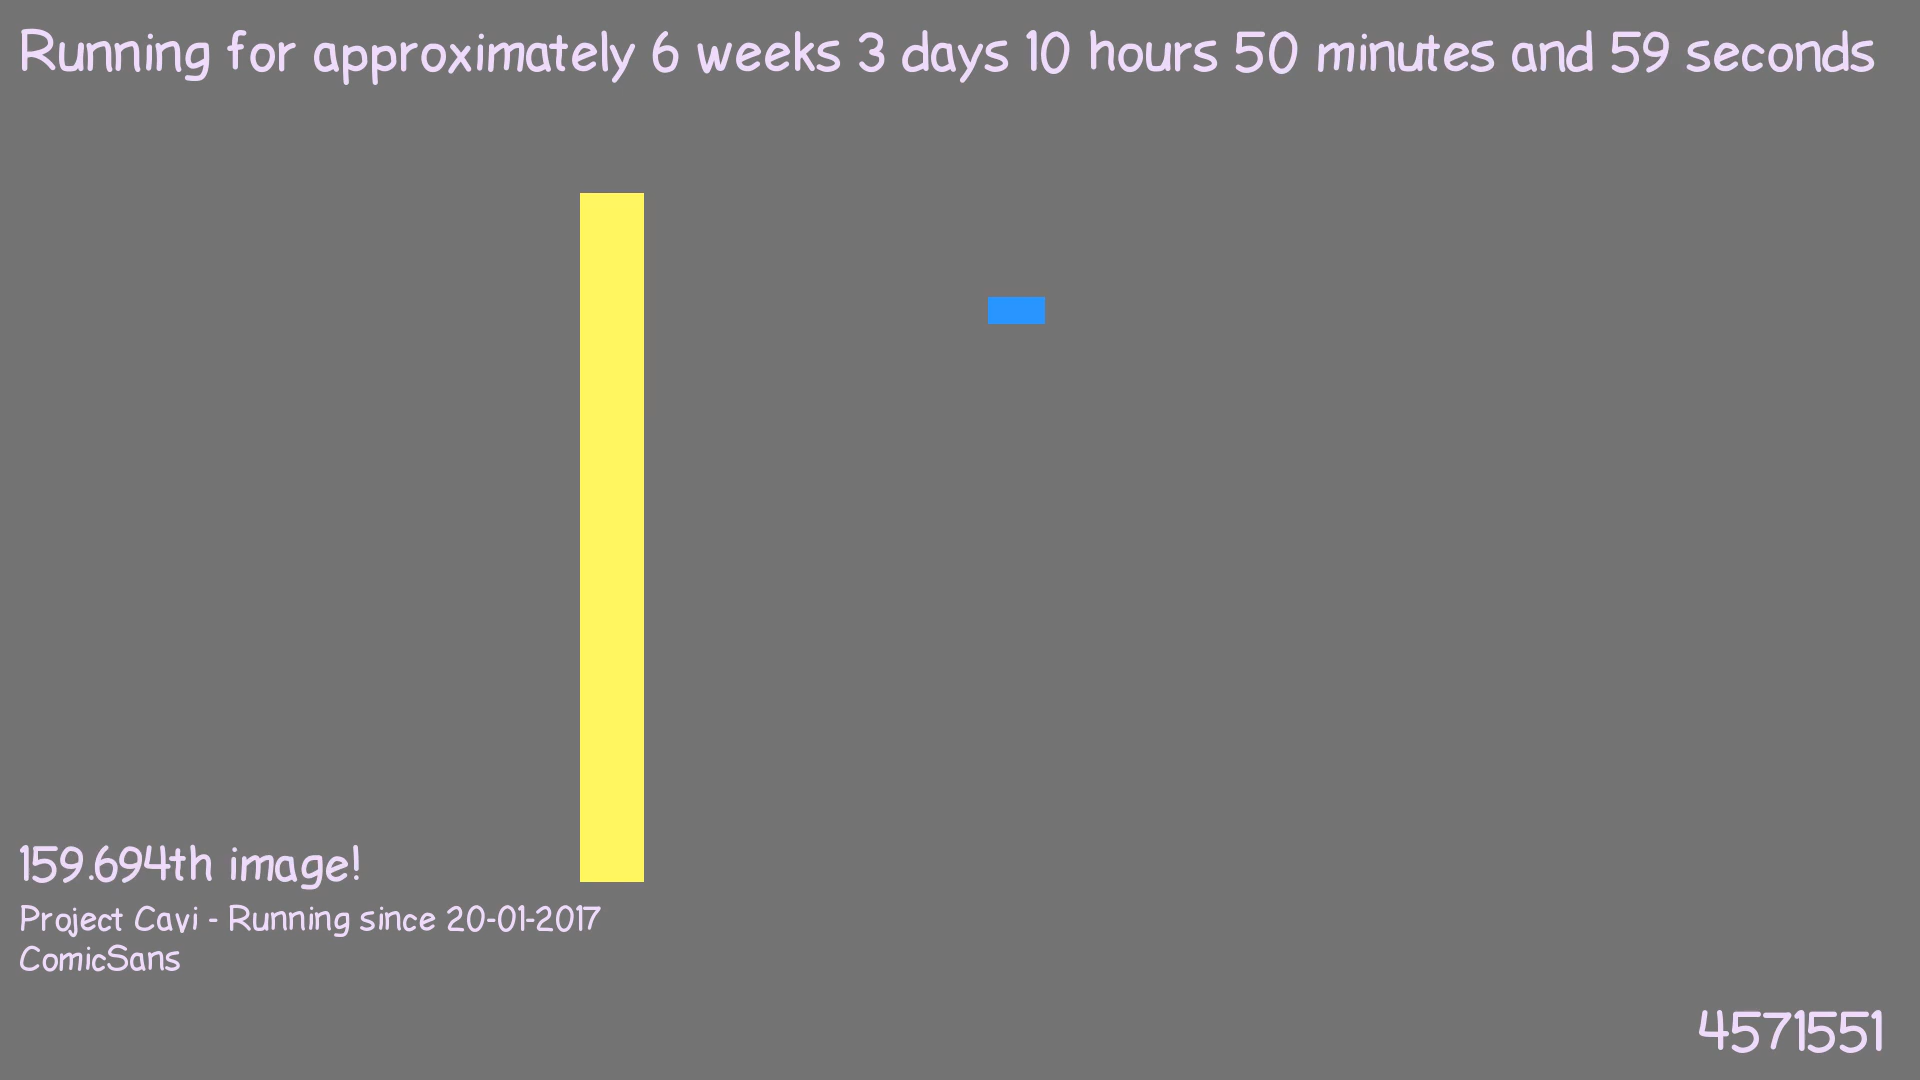 Running for approximately 6 weeks 3 days 10 hours 50 minutes and 59 seconds
159.694th image!
Project Cavi - Running since 20-01-2017
ComicSans
4571551